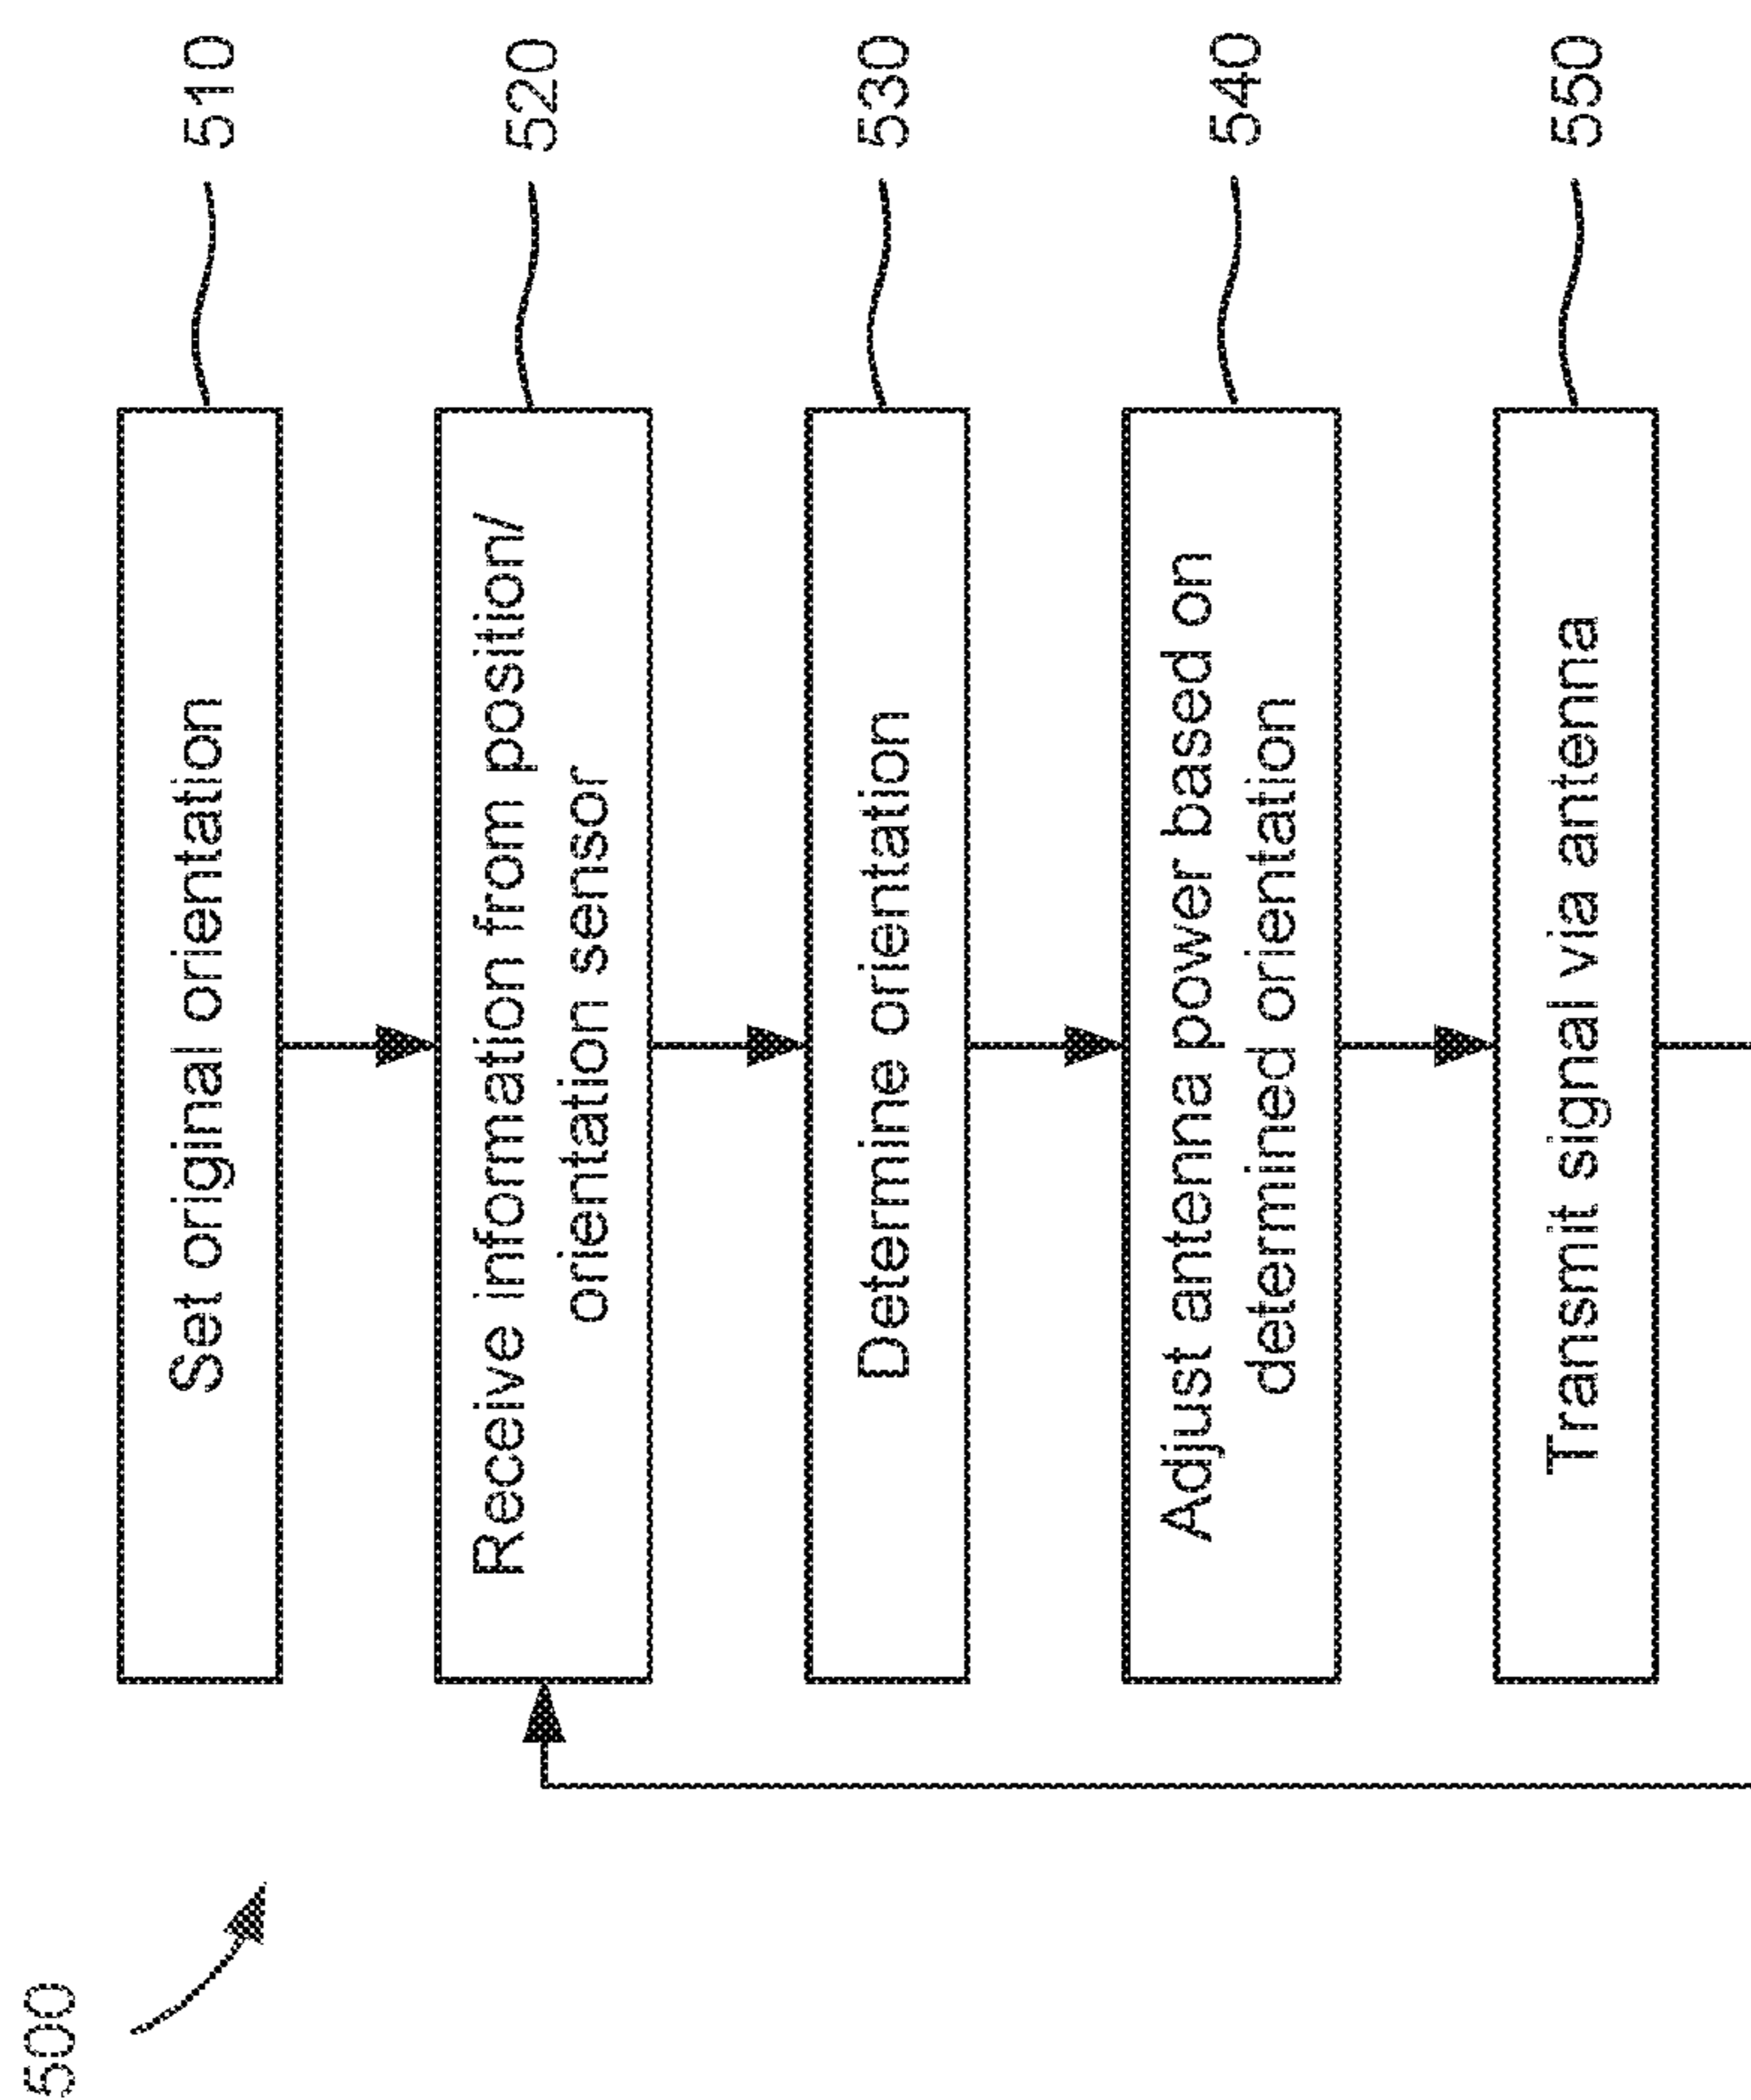 500
Set original orientation
510
Receive information from position/
orientation sensor
520
Determine orientation
530
Adjust antenna power based on
determined orientation
540
Transmit signal via antenna
550